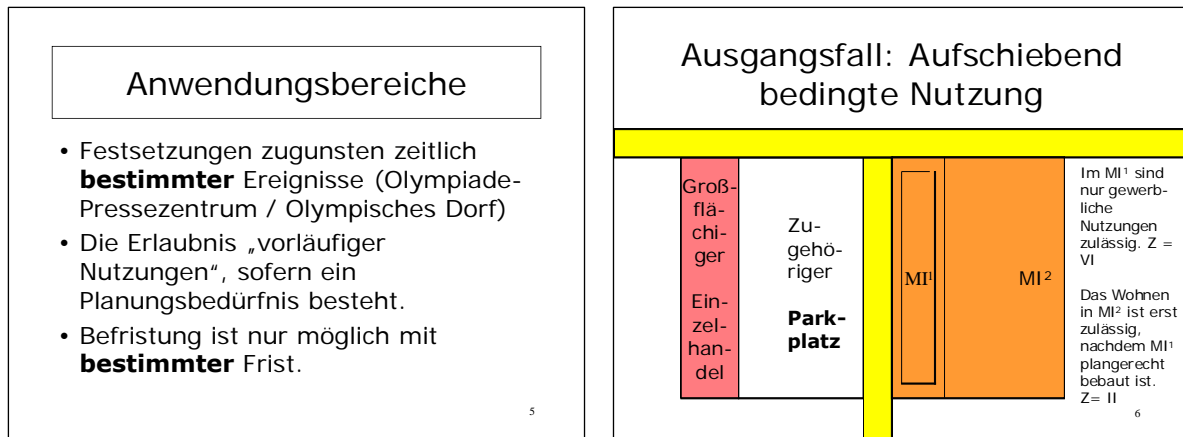 Anwendungsbereiche
• Festsetzungen zugunsten zeitlich
bestimmter Ereignisse (Olympiade-
Pressezentrum / Olympisches Dorf)
• Die Erlaubnis „vorläufiger
Nutzungen“, sofern ein
Planungsbedürfnis besteht.
• Befristung ist nur möglich mit
bestimmter Frist.
5
Ausgangsfall: Aufschiebend
bedingte Nutzung
Groß-
flä-
chi-
ger
Ein-
zel-
han-
del
Zu-
gehö-
riger
Park-
platz
MI¹
MI²
Im MI¹ sind
nur gewerb-
liche
Nutzungen
zulässig. Z =
VI
Das Wohnen
in MI² ist erst
zulässig,
nachdem MI¹
plangerecht
bebaut ist.
Z= II
6